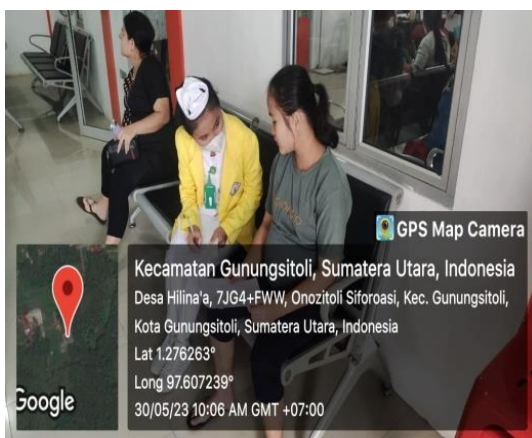 GPS Map Camera
Kecamatan Gunungsitoli, Sumatera Utara, Indonesia
Desa Hilina'a, 7JG4+FWW, Onozitoli Siforoasi, Kec. Gunungsitoli,
Kota Gunungsitoli, Sumatera Utara, Indonesia
Lat 1.276263°
Long 97.607239°
30/05/23 10:06 AM GMT +07:00
Google